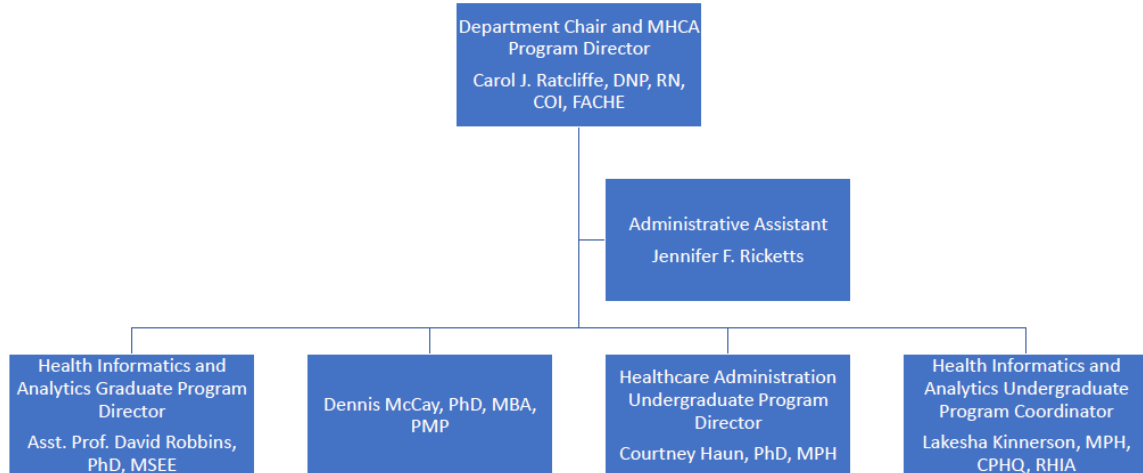 Department Chair and MHCA
Program Director
Carol J. Ratcliffe, DNP, RN,
COI, FACHE
Administrative Assistant
Jennifer F. Ricketts
Health Informatics and
Analytics Graduate Program
Director
Asst. Prof. David Robbins,
PhD, MSEE
Dennis McCay, PhD, MBA,
PMP
Healthcare Administration
Undergraduate Program
Director
Courtney Haun, PhD, MPH
Health Informatics and
Analytics Undergraduate
Program Coordinator
Lakesha Kinnerson, MPH,
CPHQ, RHIA